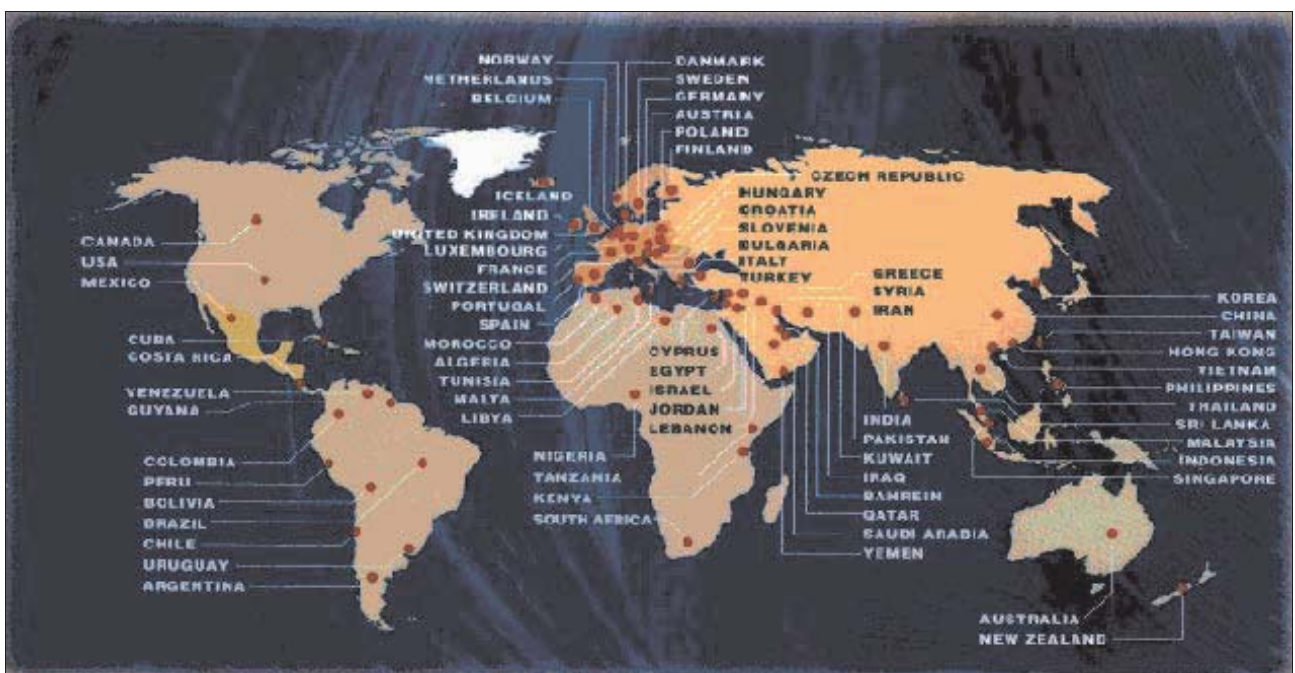 NORWAY
NETHERLANDS
BELGIUM
DANMARK
SWEDEN
GERMANY
AUSTRIA
POLAND
FINLAND
CZECH REPUBLIC
HUNGARY
CROATIA
SLOVENIA
BULGARIA
ITALY
TURKEY
GREECE
SYRIA
IRAN
ICELAND
IRELAND
UNITED KINGDOM
LUXEMBOURG
FRANCE
SWITZERLAND
PORTUGAL
SPAIN
MOROCCO
ALGERIA
TUNISIA
MALTA
LIBYA
CANADA
USA
MEXICO
CUBA
COSTA RICA
VENEZUELA
GUYANA
COLOMBIA
PERU
BOLIVIA
BRAZIL
CHILE
URUGUAY
ARGENTINA
CYPRUS
EGYPT
ISRAEL
JORDAN
LEBANON
NIGERIA
TANZANIA
KENYA
SOUTH AFRICA
INDIA
PAKISTAN
KUWAIT
IRAQ
BAHREIN
QATAR
SAUDI ARABIA
YEMEN
KOREA
CHINA
TAIWAN
HONG KONG
VIETNAM
PHILIPPINES
THAILAND
SRI LANKA
MALAYSIA
INDONESIA
SINGAPORE
AUSTRALIA
NEW ZEALAND